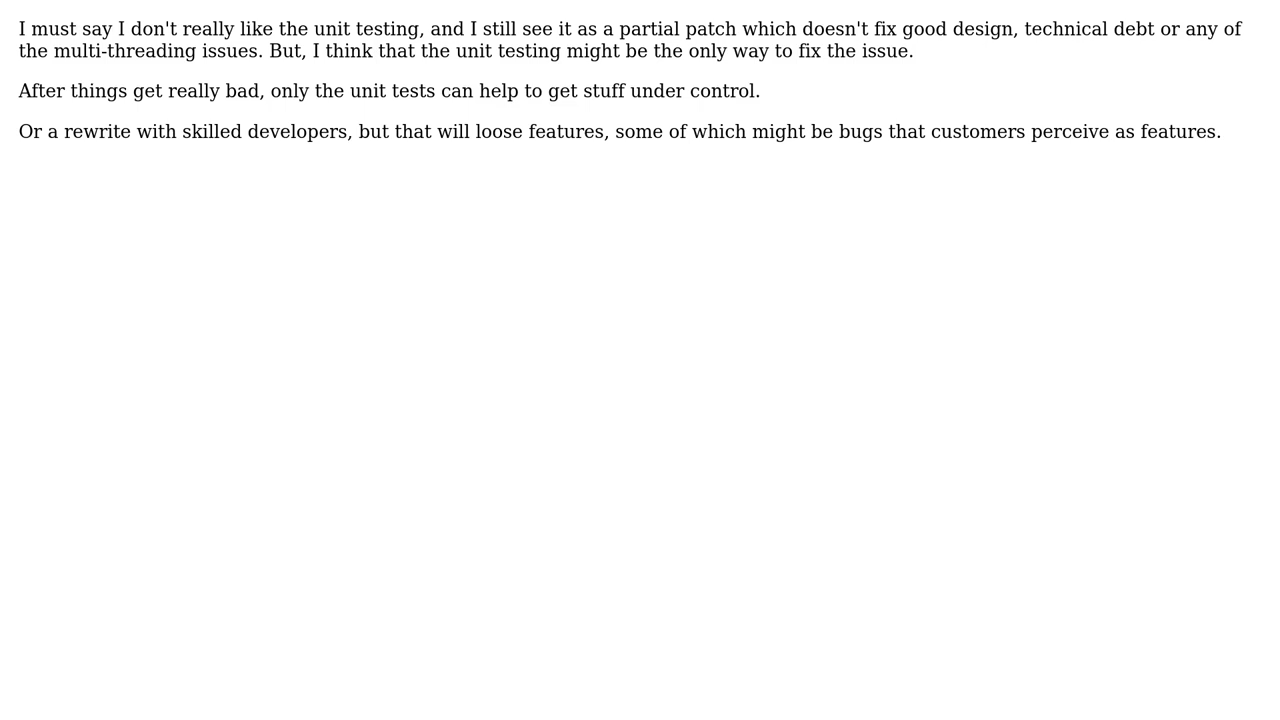 I must say I don't really like the unit testing, and I still see it as a partial patch which doesn't fix good design, technical debt or any of
the multi-threading issues. But, I think that the unit testing might be the only way to fix the issue.
After things get really bad, only the unit tests can help to get stuff under control.
Or a rewrite with skilled developers, but that will loose features, some of which might be bugs that customers perceive as features.